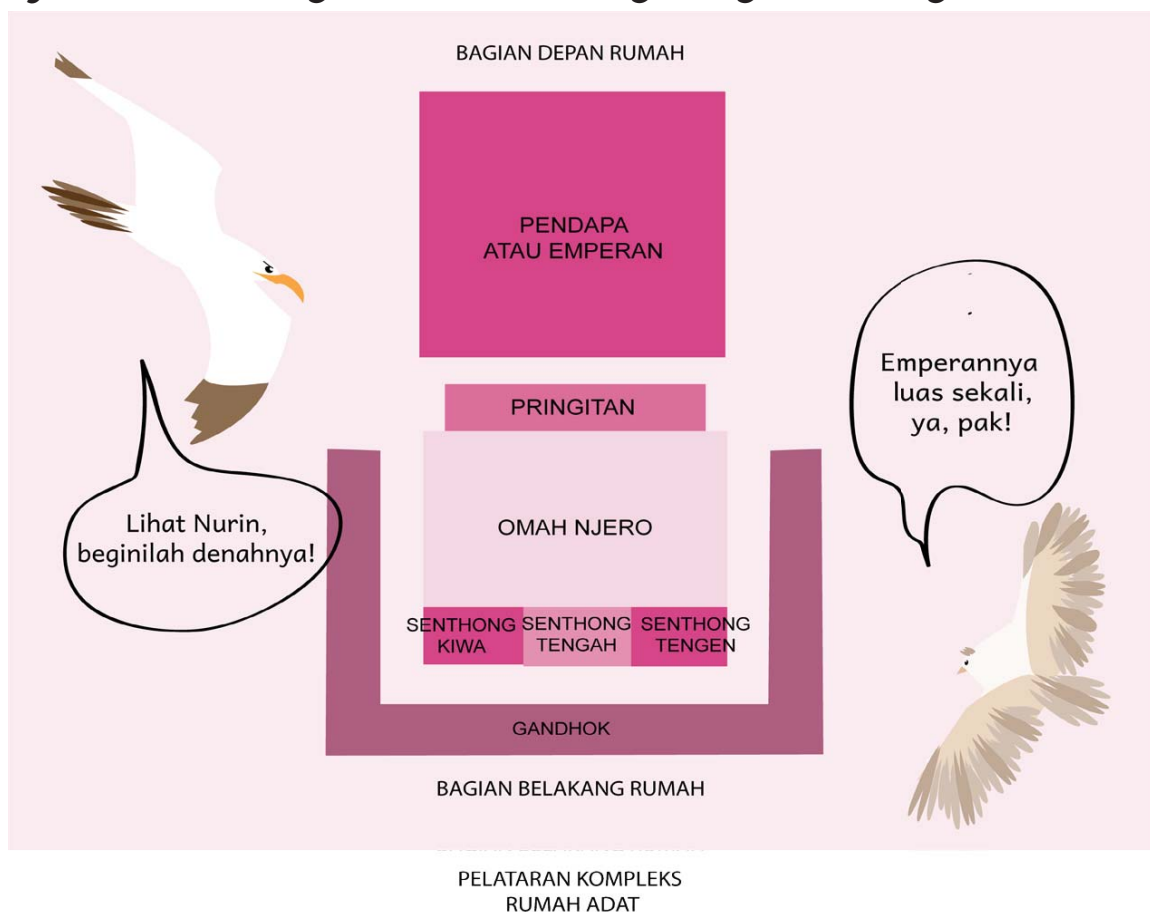 BAGIAN DEPAN RUMAH
PENDAPA
ATAU EMPERAN
Emperannya
luas sekali,
ya, pak!
PRINGITAN
Lihat Nurin,
beginilah denahnya!
OMAH NJERO
SENTHONG
KIWA
SENTHONG
TENGAH
SENTHONG
TENGEN
GANDHOK
BAGIAN BELAKANG RUMAH
PELATARAN KOMPLEKS
RUMAH ADAT